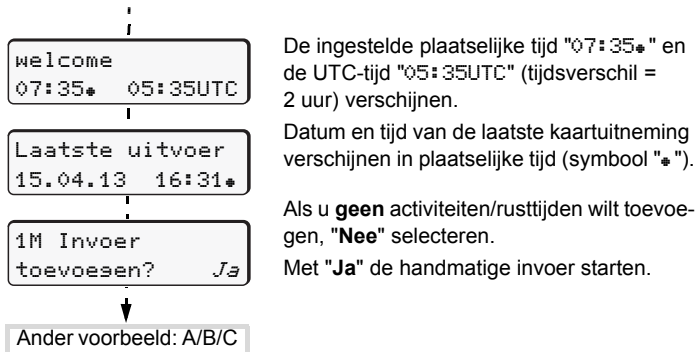 welcome
07:35• 05:35UTC
De ingestelde plaatselijke tijd "07:35•" en
de UTC-tijd "05:35UTC" (tijdsverschil =
2 uur) verschijnen.
Laatste uitvoer
15.04.13 16:31•
Datum en tijd van de laatste kaartuitneming
verschijnen in plaatselijke tijd (symbool "•").
1M Invoer
toevoegen? Ja
Als u geen activiteiten/rusttijden wilt toevoe-
gen, "Nee" selecteren.
Met "Ja" de handmatige invoer starten.
Ander voorbeeld: A/B/C